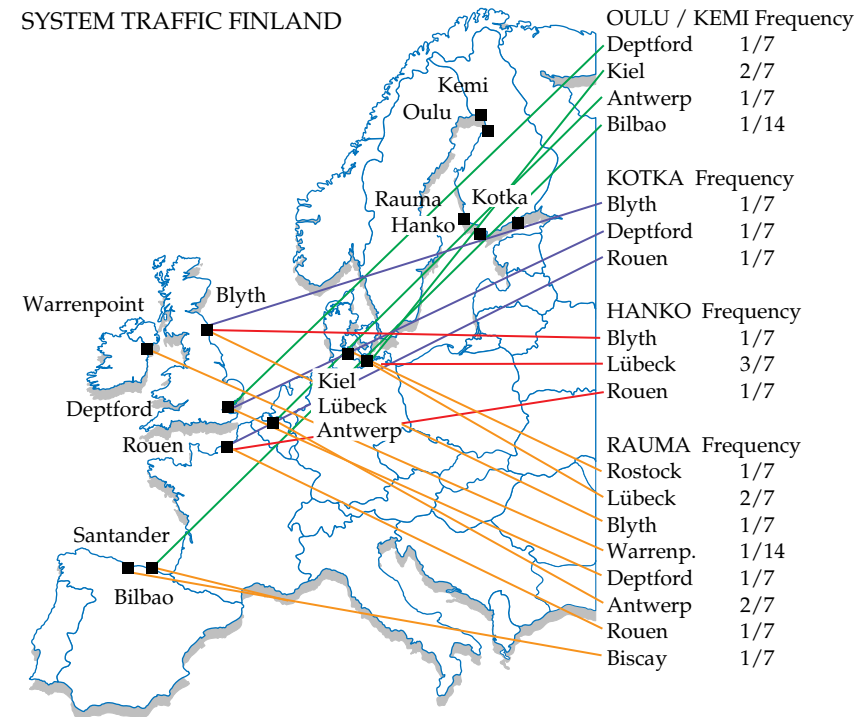 SYSTEM TRAFFIC FINLAND
OULU / KEMI Frequency
Deptford 1/7
Kiel 2/7
Antwerp 1/7
Bilbao 1/14
KOTKA Frequency
Blyth 1/7
Deptford 1/7
Rouen 1/7
HANKO Frequency
Blyth 1/7
Lübeck 3/7
Rouen 1/7
RAUMA Frequency
Rostock 1/7
Lübeck 2/7
Blyth 1/7
Warrenp. 1/14
Deptford 1/7
Antwerp 2/7
Rouen 1/7
Biscay 1/7
Kemi
Oulu
Rauma
Kotka
Hanko
Warrenpoint
Blyth
Kiel
Lübeck
Antwerp
Deptford
Rouen
Santander
Bilbao